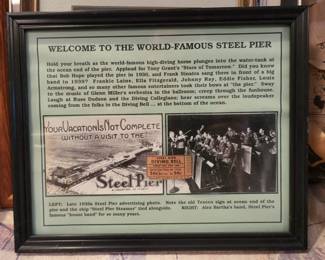 WELCOME TO THE WORLD-FAMOUS STEEL PIER
Hold your breath as the world-famous high-diving horse plunges into the water-tank at
the ocean end of the pier. Applaud for Tony Grant's "Stars of Tomorrow." Did you know
that Bob Hope played the pier in 1930, and Frank Sinatra sang there in front of a big
band in 1939? Frankie Laine, Ella Fitzgerald, Johnny Ray, Eddie Fisher, Louis
Armstrong, and so many other famous entertainers took their bows at "the pier." Sway
to the music of Glenn Miller's orchestra in the ballroom; creep through the funhouse.
Laugh at Russ Dodson and the Diving Collegians; hear screams over the loudspeaker
coming from the folks in the Diving Bell ... at the bottom of the ocean.
YOUR VACATION IS NOT COMPLETE
WITHOUT A VISIT TO THE
Steel Pier
DIVING BELL
LEFT: Late 1930s Steel Pier advertising photo. Note the old Texaco sign at ocean end of the
pier and the ship "Steel Pier Steamer" tied alongside. RIGHT: Alex Bartha's band, Steel Pier's
famous "house band" for so many years.